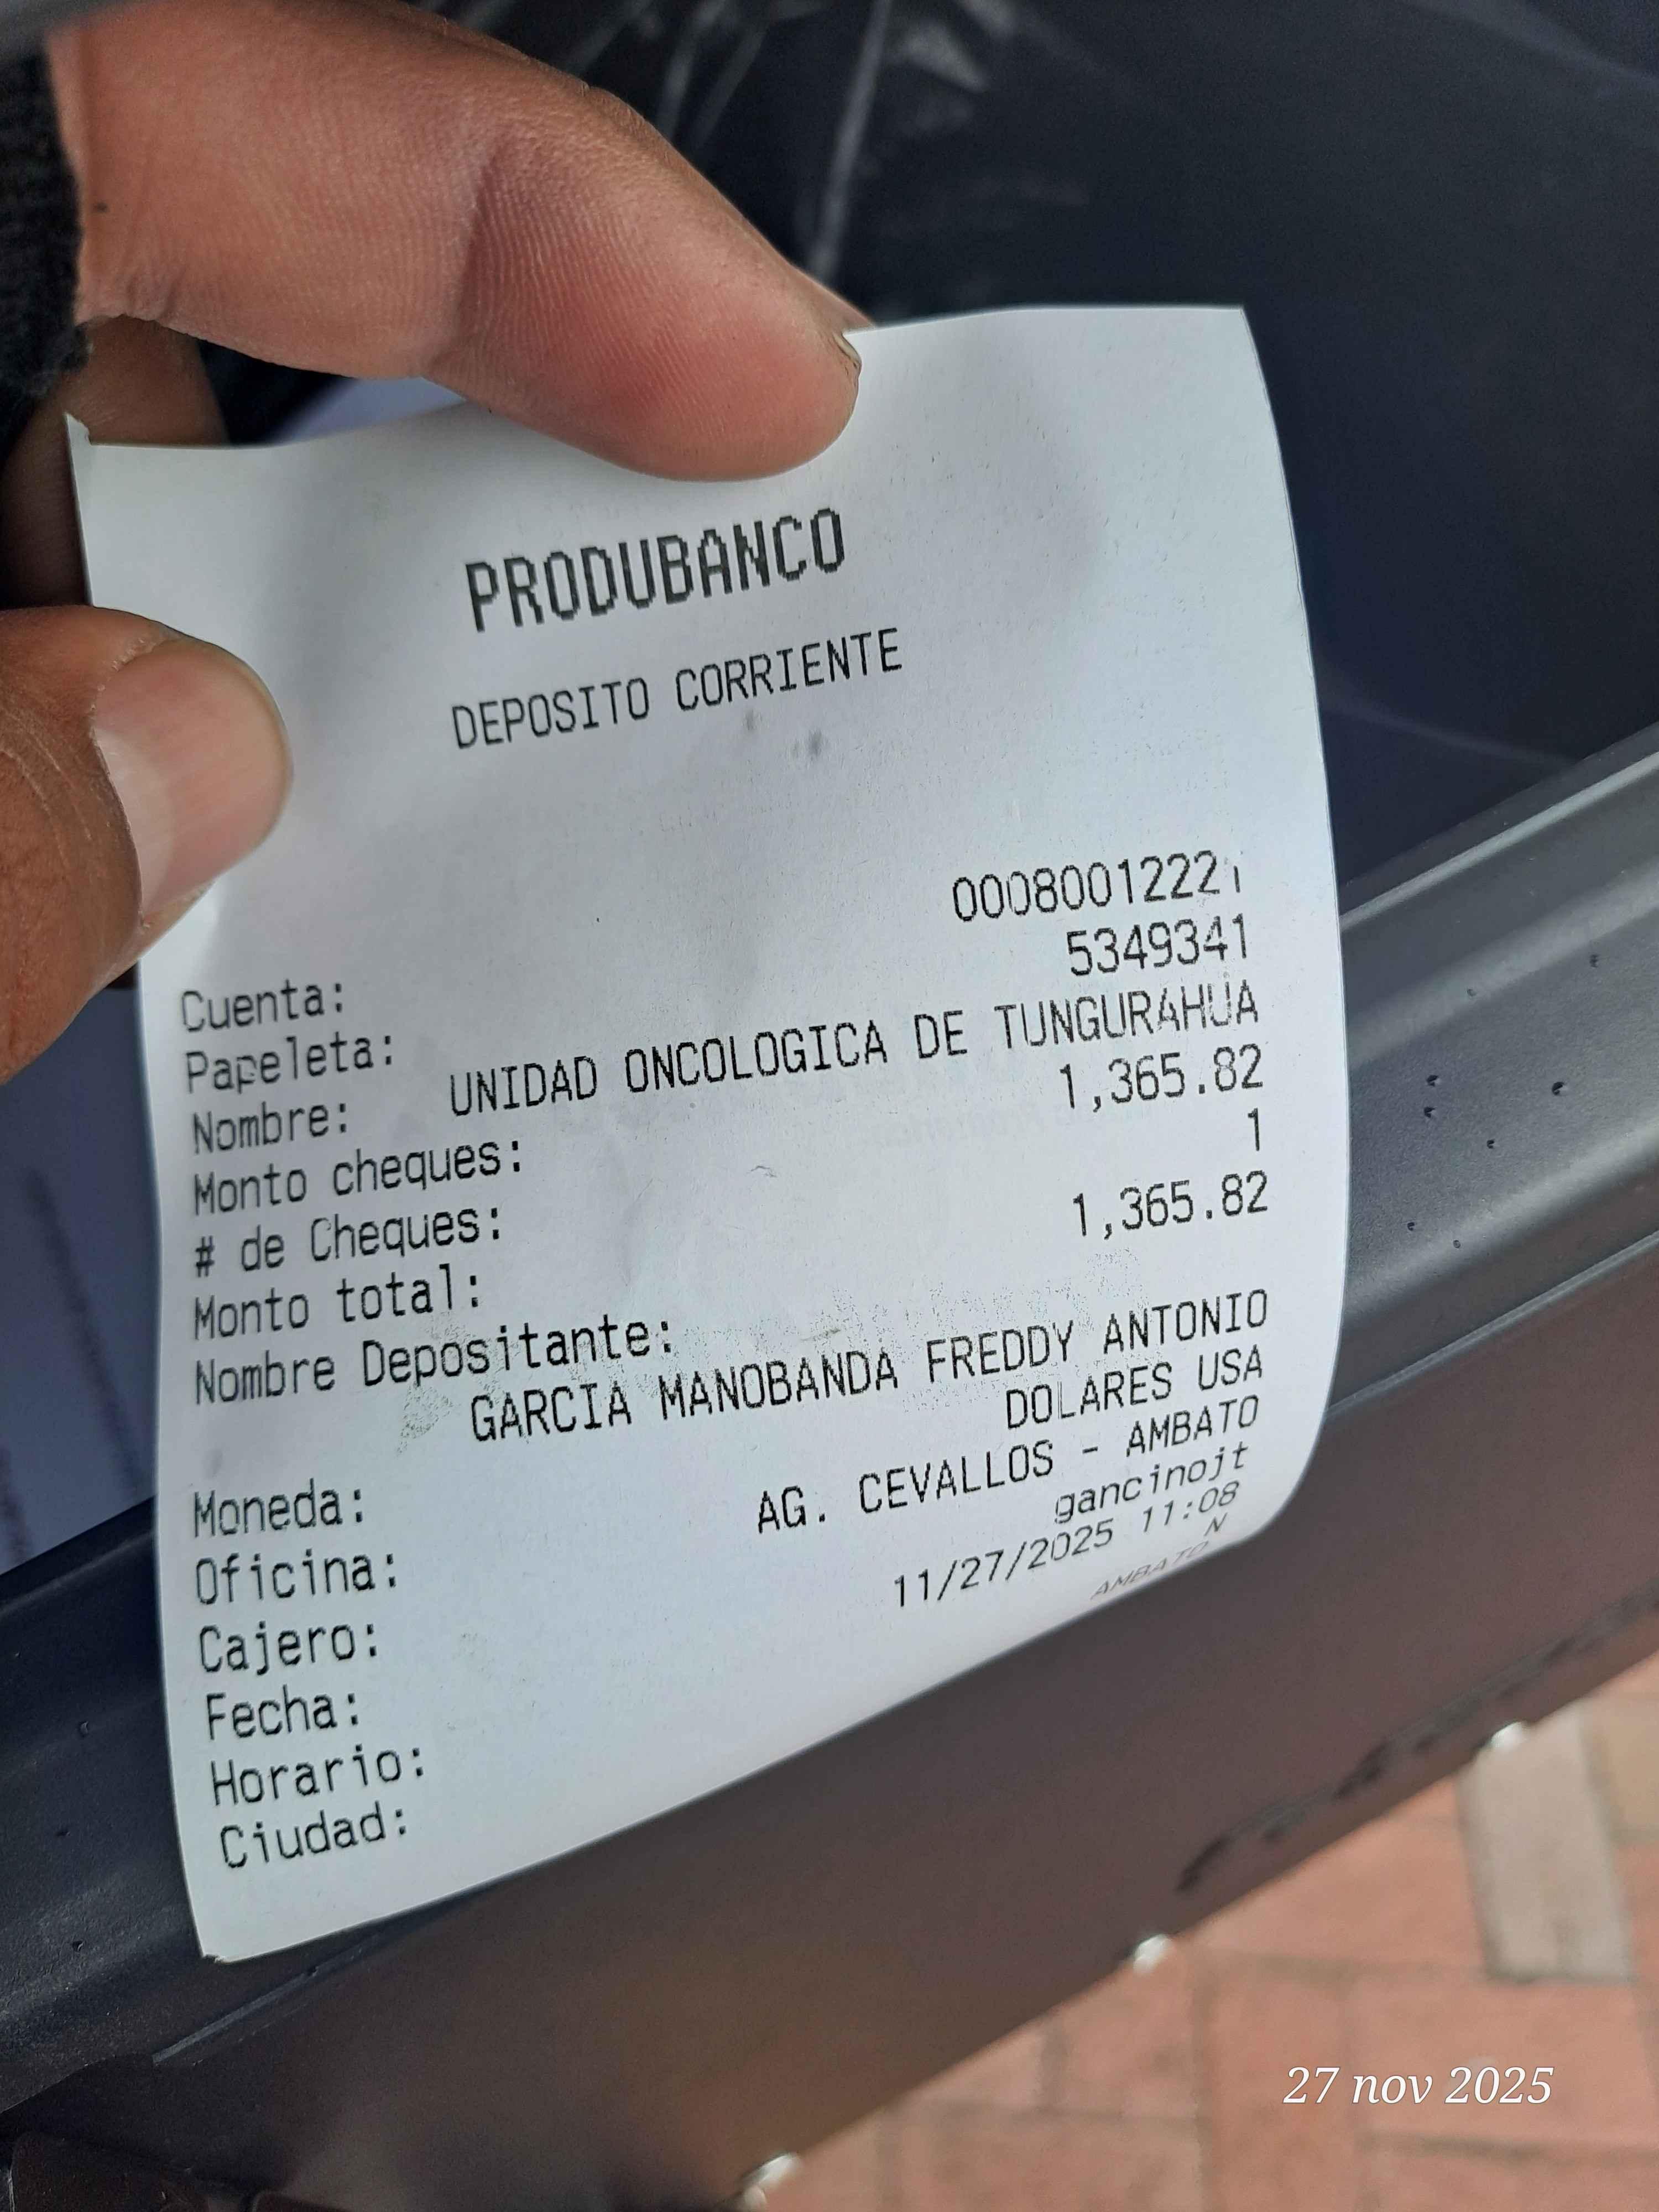 PRODUBANCO
DEPOSITO CORRIENTE
Cuenta:
Papeleta: 5349341
Nombre: UNIDAD ONCOLOGICA DE TUNGURAHUA
Monto cheques: 1,365.82
# de Cheques: 1
Monto total: 1,365.82
Nombre Depositante:
GARCIA MANOBANDA FREDDY ANTONIO
Moneda: DOLARES USA
Oficina: AG. CEVALLOS - AMBATO
Cajero: gancinojt
Fecha: 11/27/2025 11:08
Horario: N
Ciudad: AMBATO
27 nov 2025